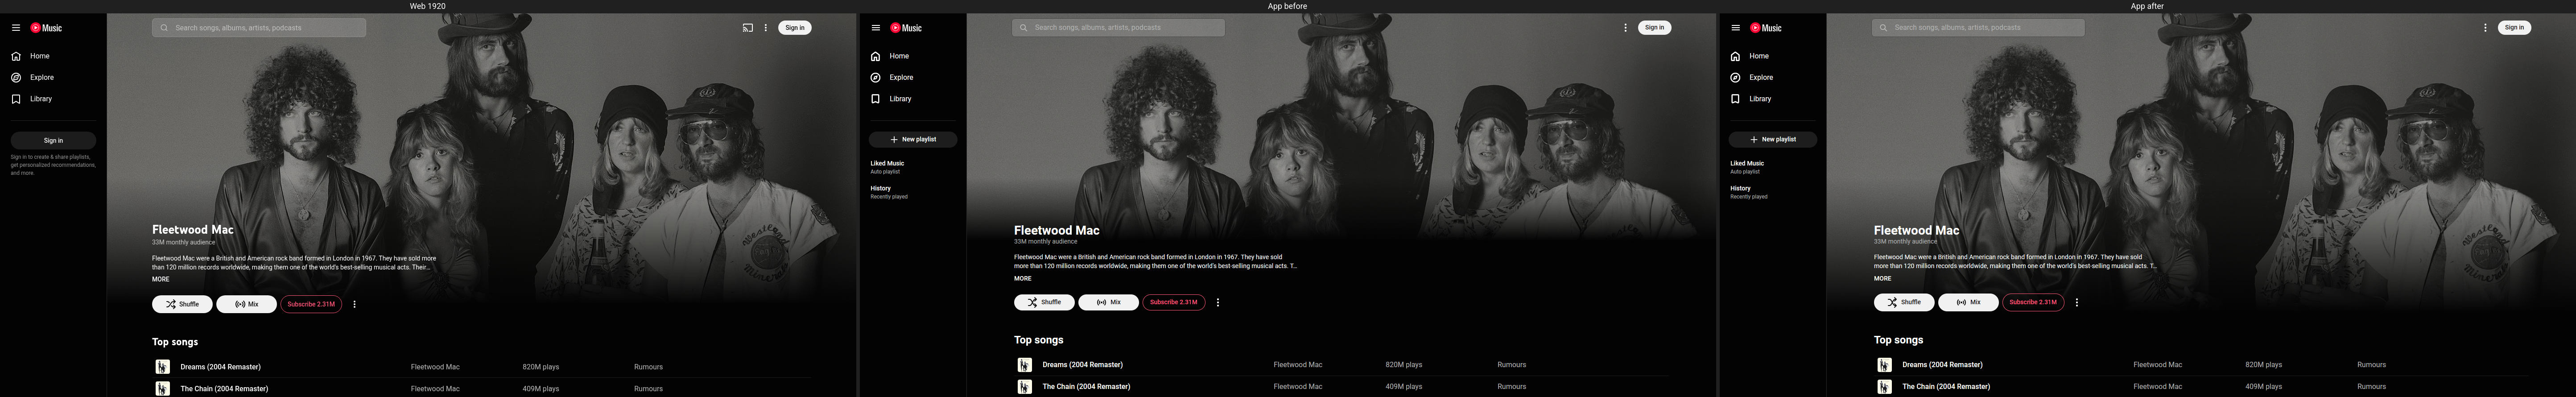 Web 1920
Music
Search songs, albums, artists, podcasts
Sign in
Home
Explore
Library
Sign in
Sign in to create & share playlists,
get personalized recommendations,
and more.
Fleetwood Mac
33M monthly audience
Fleetwood Mac were a British and American rock band formed in London in 1967. They have sold more
than 120 million records worldwide, making them one of the world's best-selling musical acts. Their...
MORE
Shuffle Mix Subscribe 2.31M
Top songs
Dreams (2004 Remaster) Fleetwood Mac 820M plays Rumours
The Chain (2004 Remaster) Fleetwood Mac 409M plays Rumours
App before
Music
Search songs, albums, artists, podcasts
Sign in
Home
Explore
Library
New playlist
Liked Music
Auto playlist
History
Recently played
Fleetwood Mac
33M monthly audience
Fleetwood Mac were a British and American rock band formed in London in 1967. They have sold
more than 120 million records worldwide, making them one of the world's best-selling musical acts. T...
MORE
Shuffle Mix Subscribe 2.31M
Top songs
Dreams (2004 Remaster) Fleetwood Mac 820M plays Rumours
The Chain (2004 Remaster) Fleetwood Mac 409M plays Rumours
App after
Music
Search songs, albums, artists, podcasts
Sign in
Home
Explore
Library
New playlist
Liked Music
Auto playlist
History
Recently played
Fleetwood Mac
33M monthly audience
Fleetwood Mac were a British and American rock band formed in London in 1967. They have sold
more than 120 million records worldwide, making them one of the world's best-selling musical acts. T...
MORE
Shuffle Mix Subscribe 2.31M
Top songs
Dreams (2004 Remaster) Fleetwood Mac 820M plays Rumours
The Chain (2004 Remaster) Fleetwood Mac 409M plays Rumours